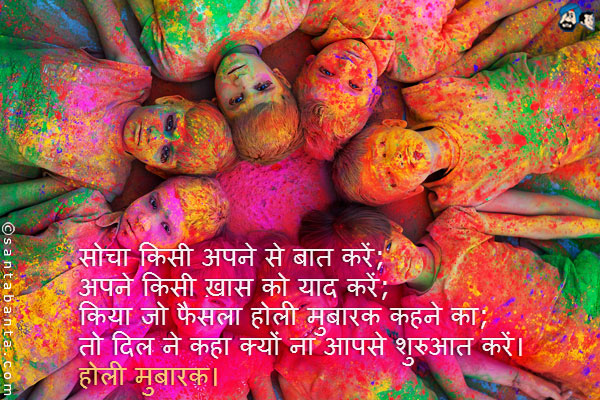 सोचा किसी अपने से बात करें;
अपने किसी ख़ास को याद करें;
किया जो फैसला होली मुबारक कहने का;
तो दिल ने कहा क्यों ना आपसे शुरुआत करें।
होली मुबारक़।
©santabanta.com